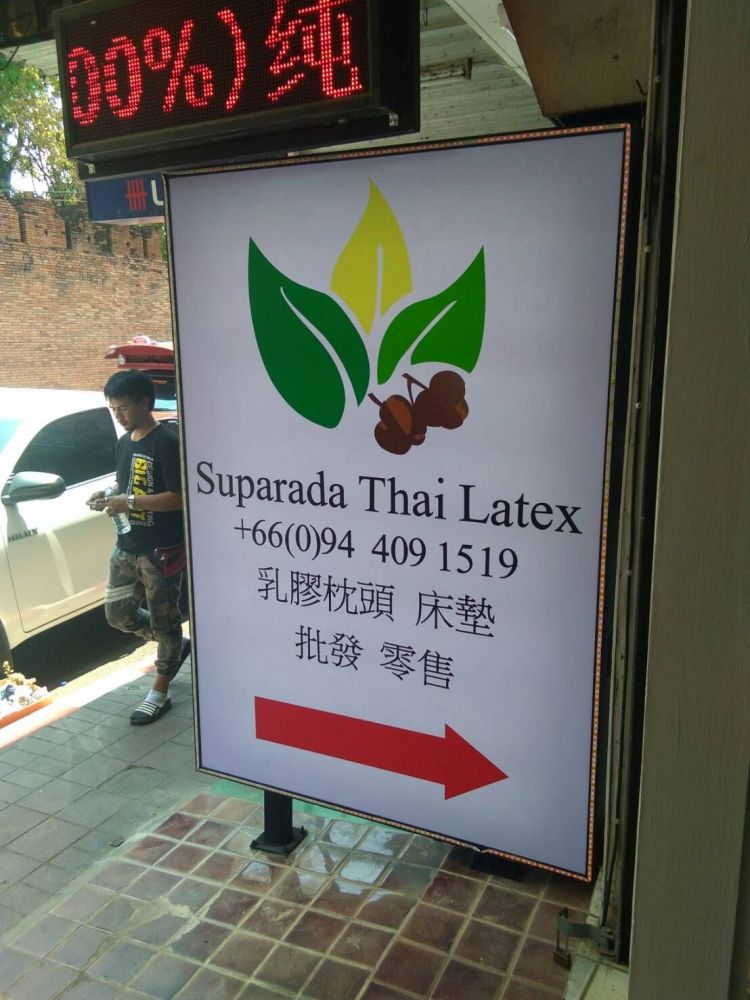 00%)纯
Suparada Thai Latex
+66(0)94 409 1519
乳膠枕頭 床墊
批發 零售